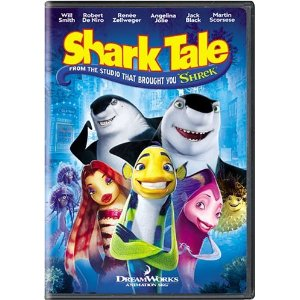 Will Smith Robert De Niro Renée Zellweger Angelina Jolie Jack Black Martin Scorsese
Shark Tale
FROM THE STUDIO THAT BROUGHT YOU SHREK
DREAMWORKS
ANIMATION SKG
DVD